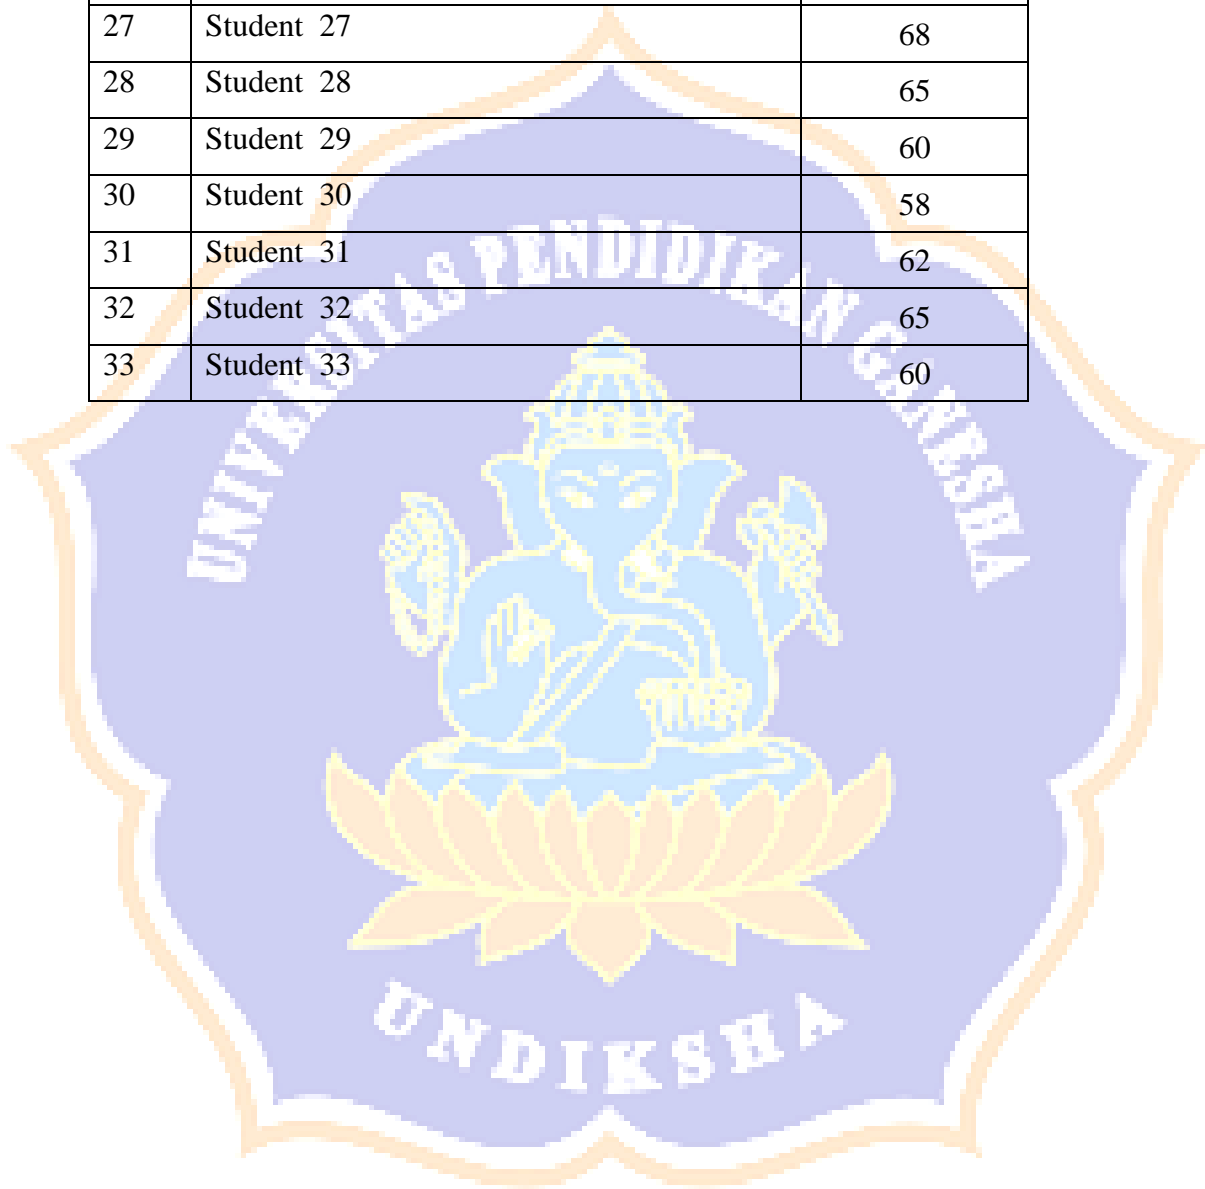 27 Student 27 68
28 Student 28 65
29 Student 29 60
30 Student 30 58
31 Student 31 62
32 Student 32 65
33 Student 33 60
UNIVERSITAS PENDIDIKAN GANESHA
UNDIKSHA